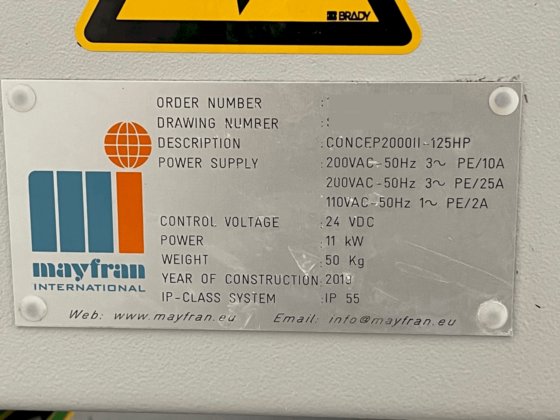 BRADY
ORDER NUMBER :
DRAWING NUMBER :
DESCRIPTION :CONCEP2000II-125HP
POWER SUPPLY :200VAC-50Hz 3~ PE/10A
200VAC-50Hz 3~ PE/25A
110VAC-50Hz 1~ PE/2A
CONTROL VOLTAGE :24 VDC
POWER :11 kW
WEIGHT :50 Kg
YEAR OF CONSTRUCTION:2019
IP-CLASS SYSTEM :IP 55
mayfran
INTERNATIONAL
Web: www.mayfran.eu Email: info@mayfran.eu